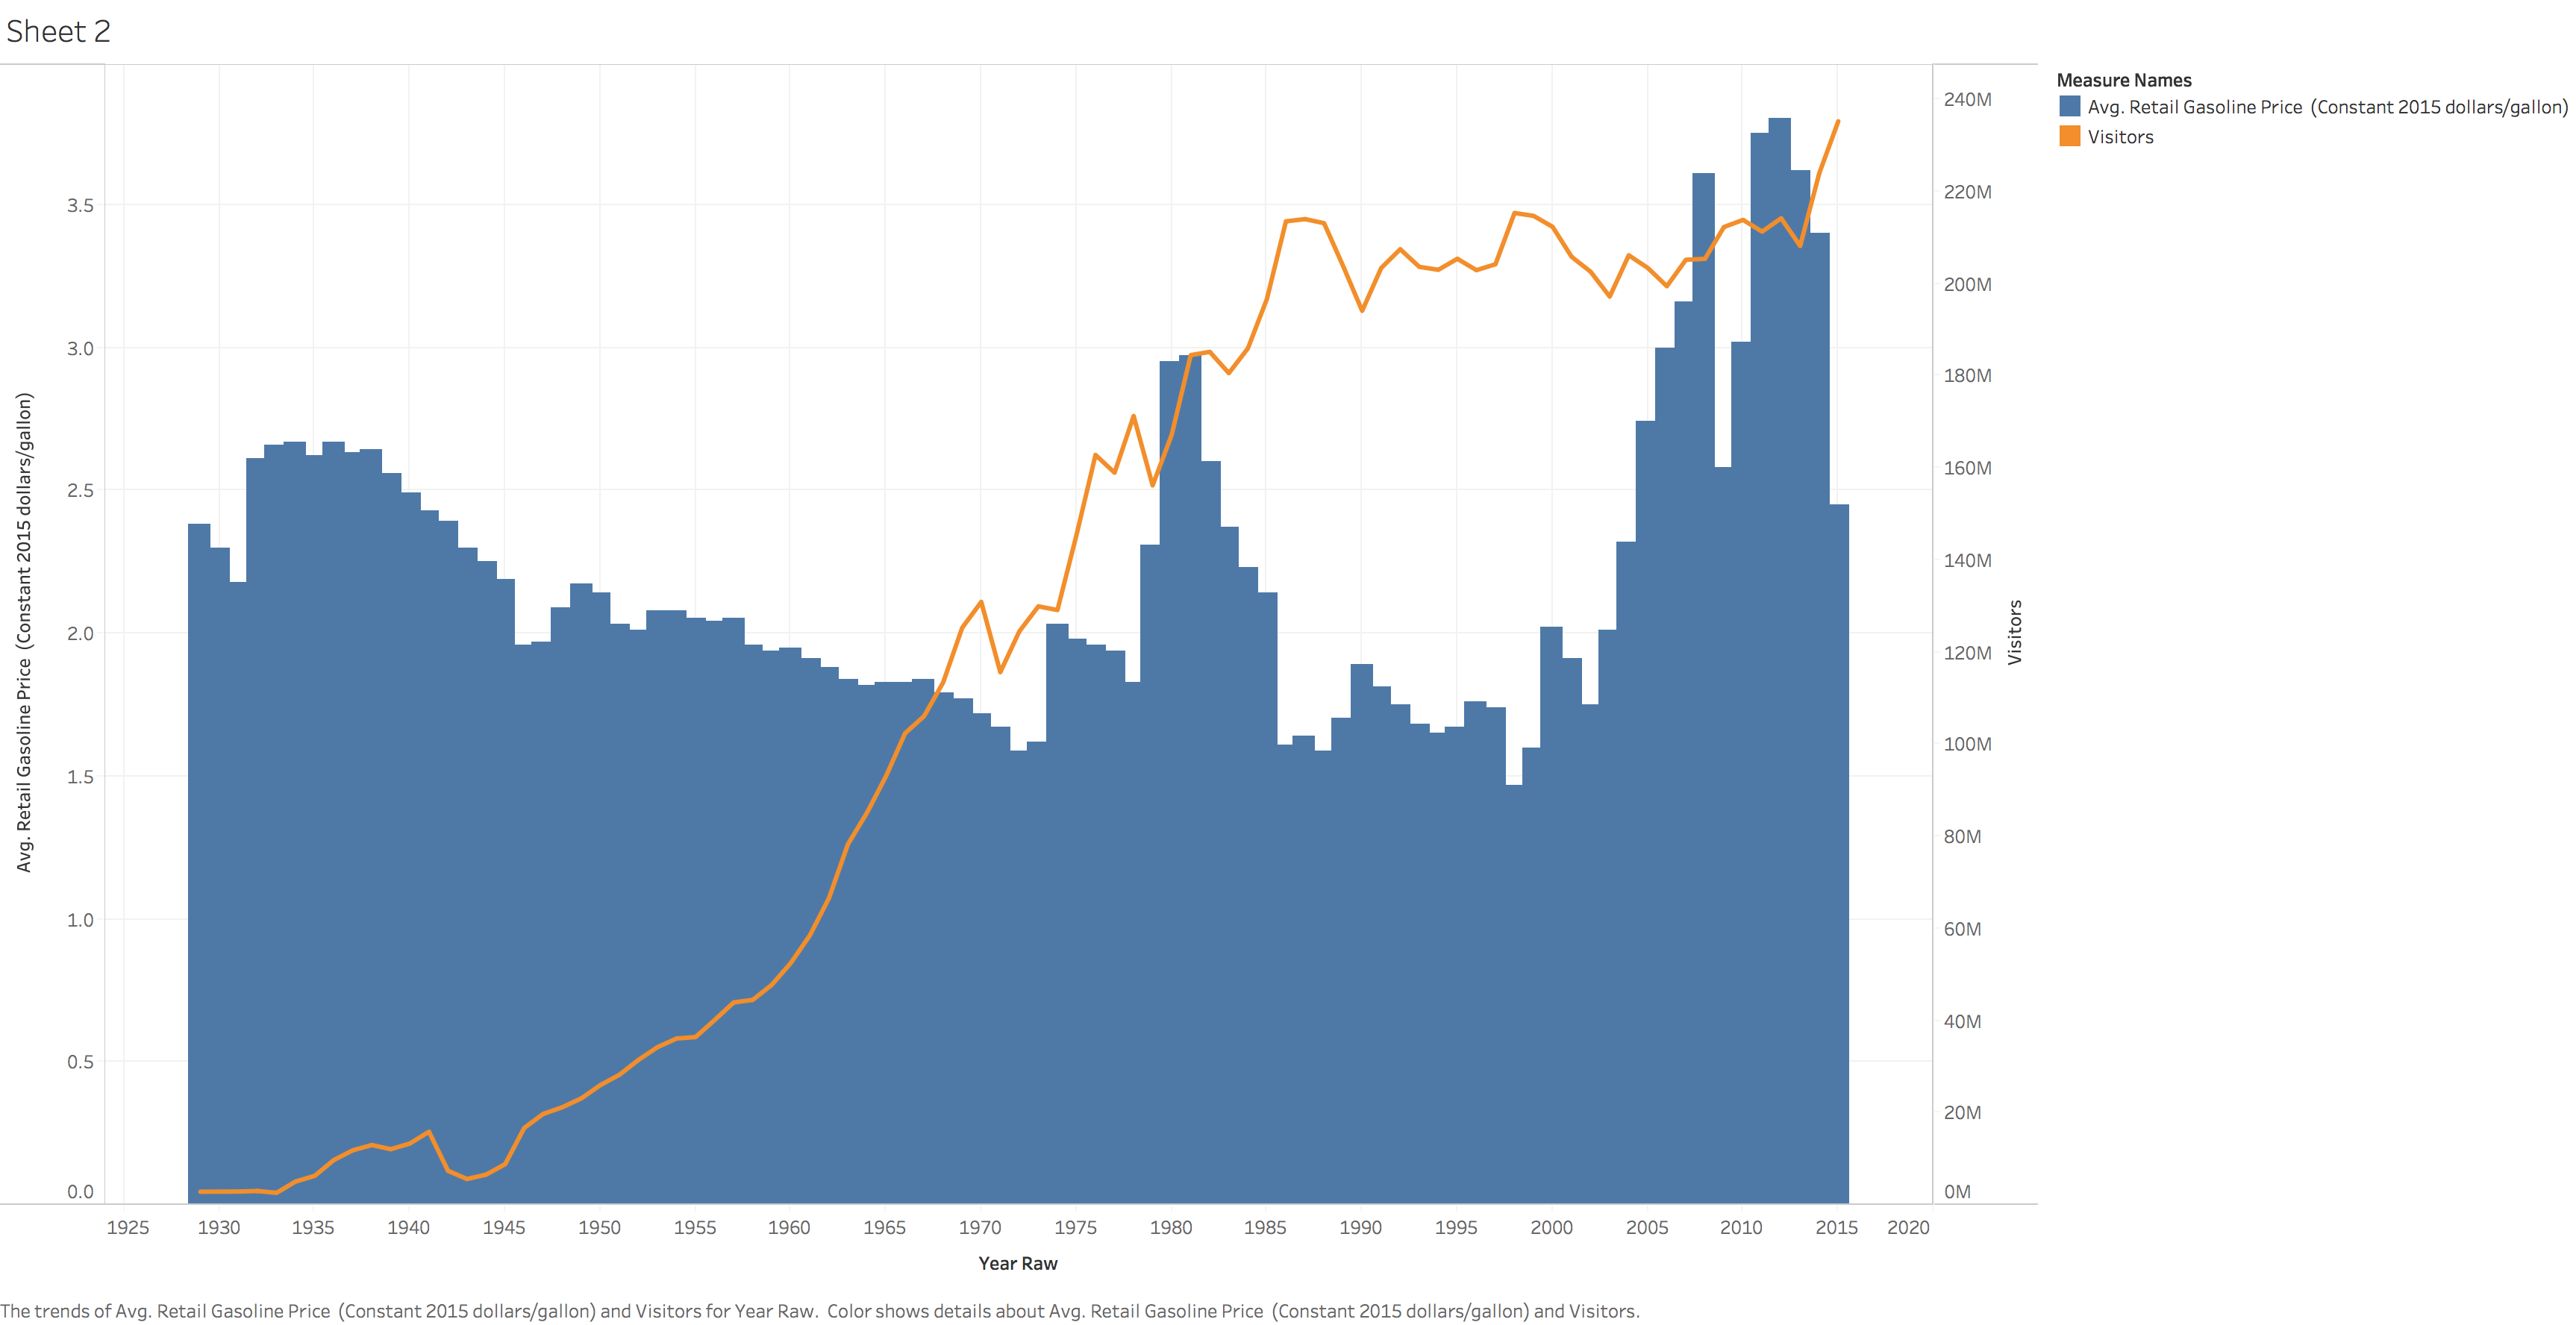 Sheet 2
Measure Names
Avg. Retail Gasoline Price (Constant 2015 dollars/gallon)
Visitors
Avg. Retail Gasoline Price (Constant 2015 dollars/gallon)
3.5
3.0
2.5
2.0
1.5
1.0
0.5
0.0
240M
220M
200M
180M
160M
140M
120M
100M
80M
60M
40M
20M
0M
Visitors
1925 1930 1935 1940 1945 1950 1955 1960 1965 1970 1975 1980 1985 1990 1995 2000 2005 2010 2015 2020
Year Raw
The trends of Avg. Retail Gasoline Price (Constant 2015 dollars/gallon) and Visitors for Year Raw. Color shows details about Avg. Retail Gasoline Price (Constant 2015 dollars/gallon) and Visitors.